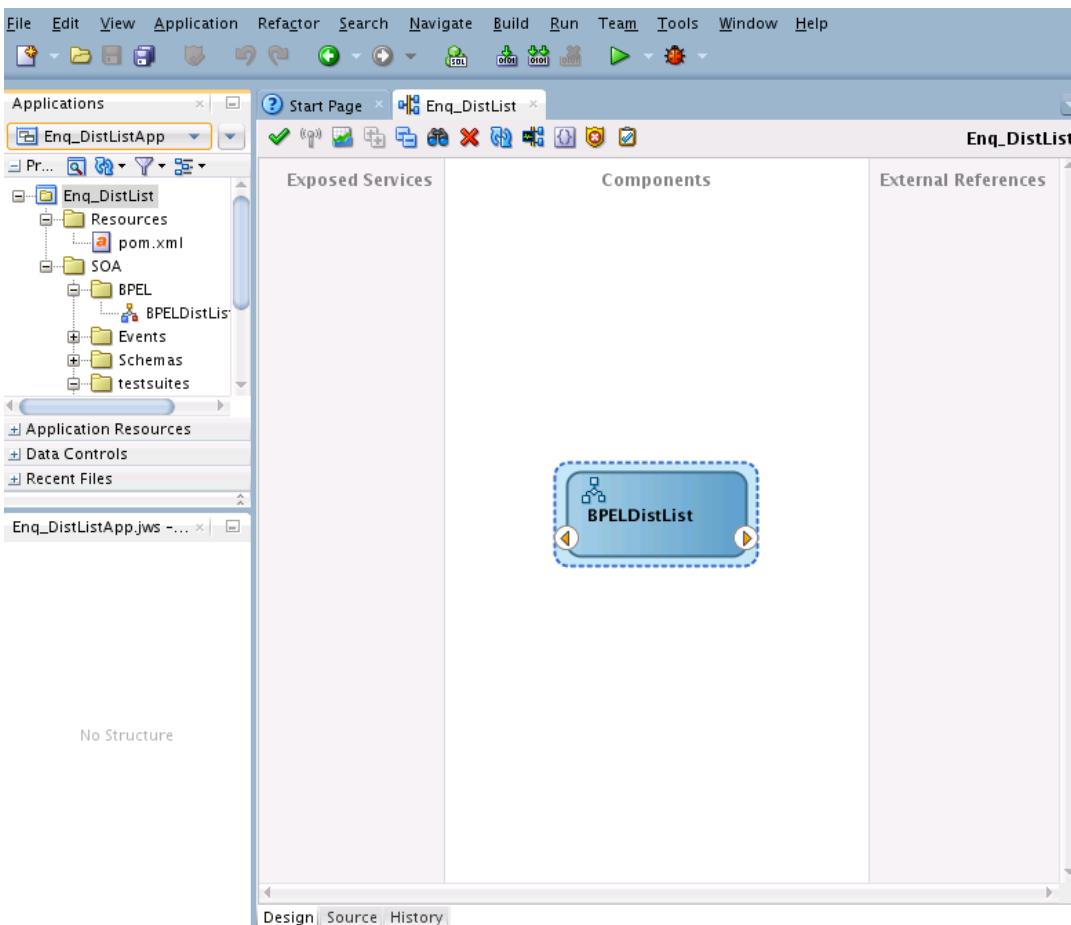 File Edit View Application Refactor Search Navigate Build Run Team Tools Window Help
Applications
Start Page
Enq_DistList
Enq_DistListApp
Enq_DistList
Pr...
Enq_DistList
Resources
pom.xml
SOA
BPEL
BPELDistLis
Events
Schemas
testsuites
Application Resources
Data Controls
Recent Files
Enq_DistListApp.jws -...
No Structure
Exposed Services
Components
External References
BPELDistList
Design Source History